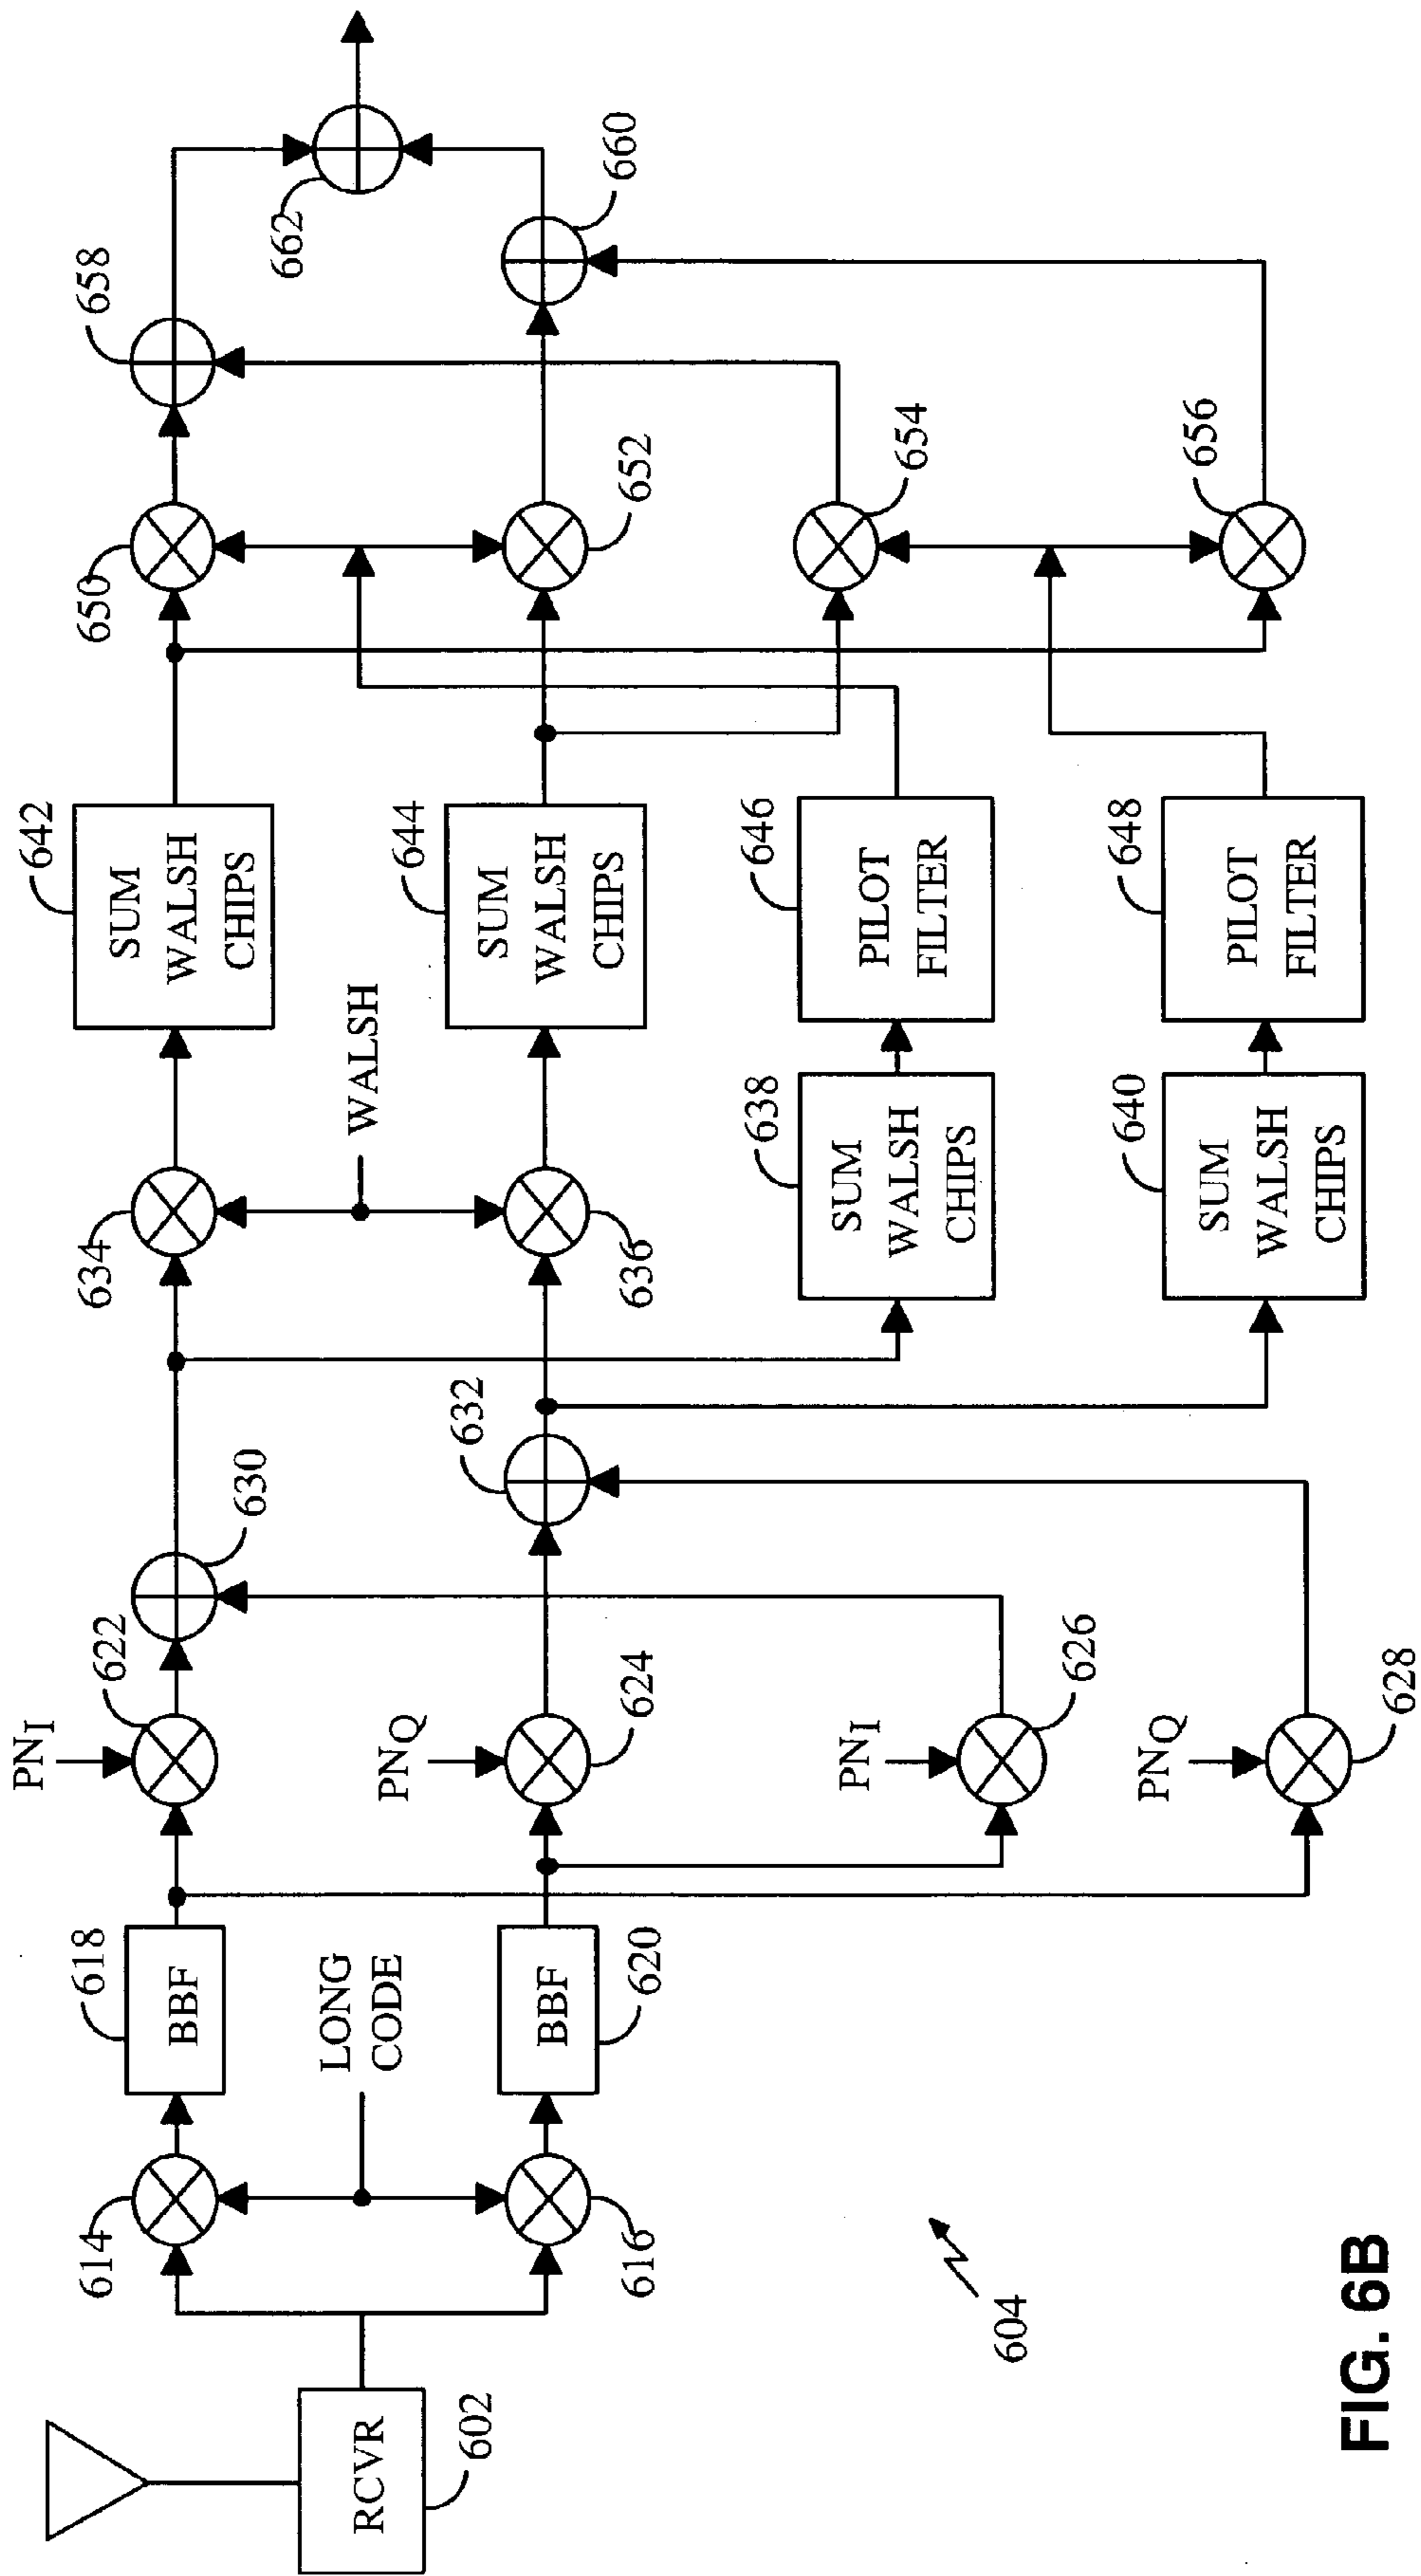 658
662
660
650
652
654
656
642
SUM
WALSH
CHIPS
644
SUM
WALSH
CHIPS
646
PILOT
FILTER
648
PILOT
FILTER
WALSH
634
636
638
SUM
WALSH
CHIPS
640
SUM
WALSH
CHIPS
630
632
PNI
622
PNQ
624
PNI
626
PNQ
628
618
BBF
LONG
CODE
620
BBF
614
616
604
RCVR
602
FIG. 6B